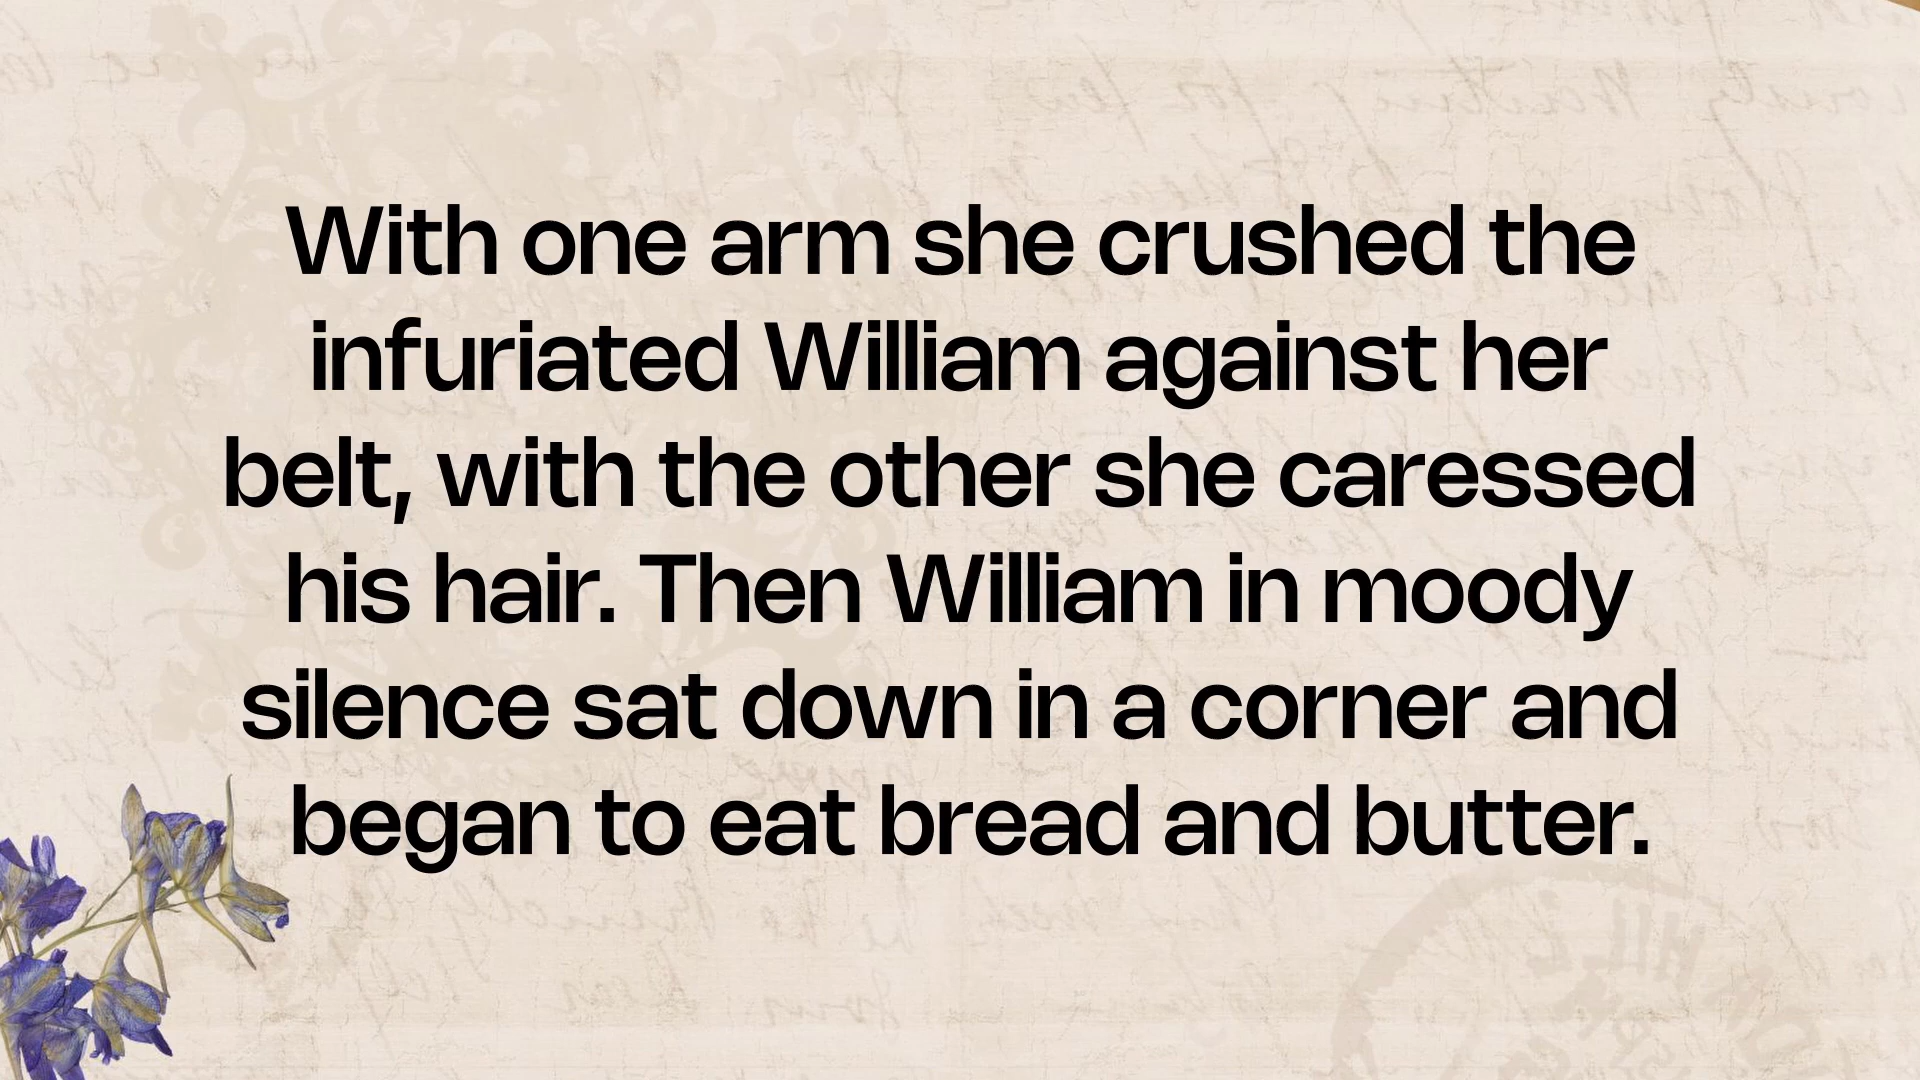 With one arm she crushed the
infuriated William against her
belt, with the other she caressed
his hair. Then William in moody
silence sat down in a corner and
began to eat bread and butter.